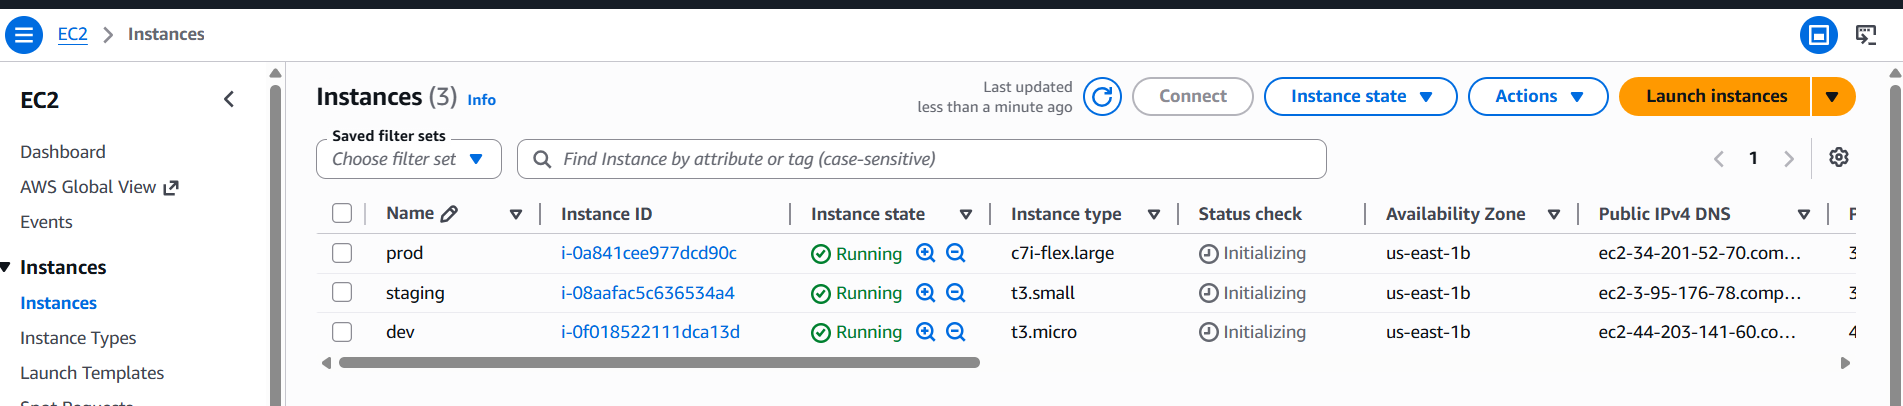 EC2 Instances
EC2
Dashboard
AWS Global View
Events
Instances
Instances
Instance Types
Launch Templates
Instances (3) Info
Last updated
less than a minute ago
Connect
Instance state
Actions
Launch instances
Saved filter sets
Choose filter set
Find Instance by attribute or tag (case-sensitive)
1
Name Instance ID Instance state Instance type Status check Availability Zone Public IPv4 DNS
prod i-0a841cee977dcd90c Running c7i-flex.large Initializing us-east-1b ec2-34-201-52-70.com… 3
staging i-08aafac5c636534a4 Running t3.small Initializing us-east-1b ec2-3-95-176-78.comp… 3
dev i-0f018522111dca13d Running t3.micro Initializing us-east-1b ec2-44-203-141-60.co… 4